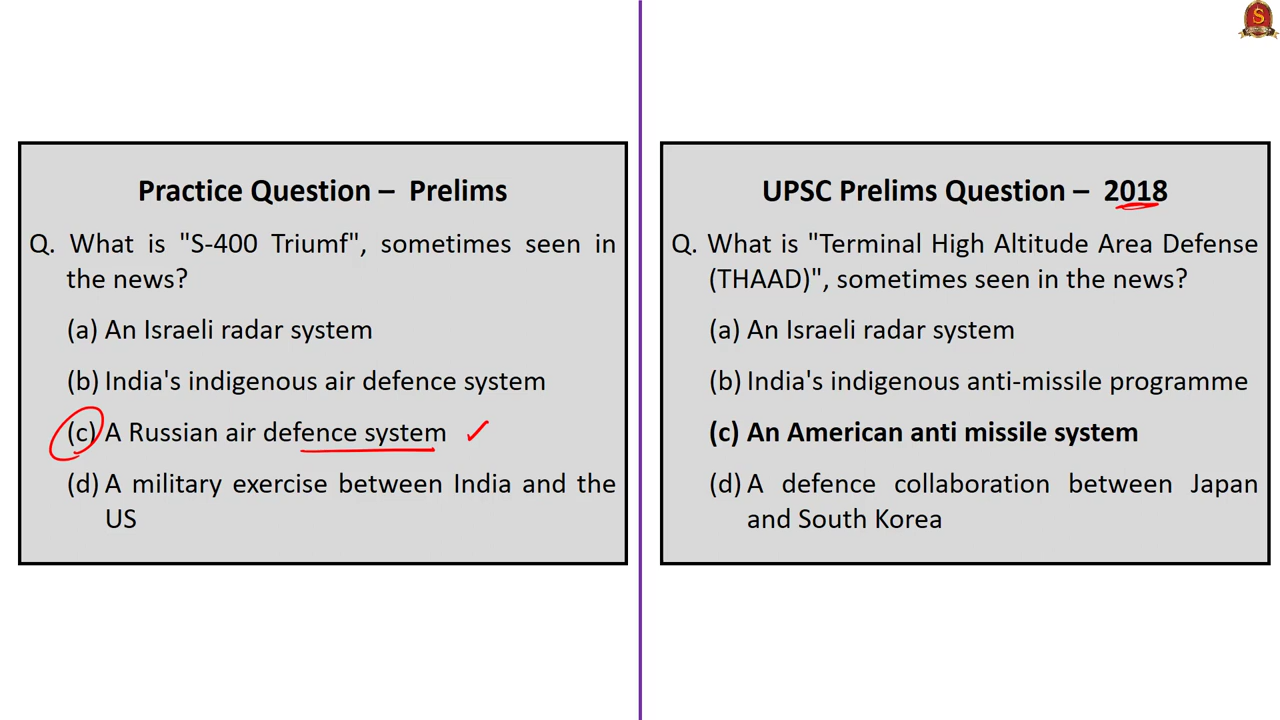 Practice Question – Prelims
Q. What is "S-400 Triumf", sometimes seen in
the news?
(a) An Israeli radar system
(b) India's indigenous air defence system
(c) A Russian air defence system
(d) A military exercise between India and the
US
UPSC Prelims Question – 2018
Q. What is "Terminal High Altitude Area Defense
(THAAD)", sometimes seen in the news?
(a) An Israeli radar system
(b) India's indigenous anti-missile programme
(c) An American anti missile system
(d) A defence collaboration between Japan
and South Korea
S